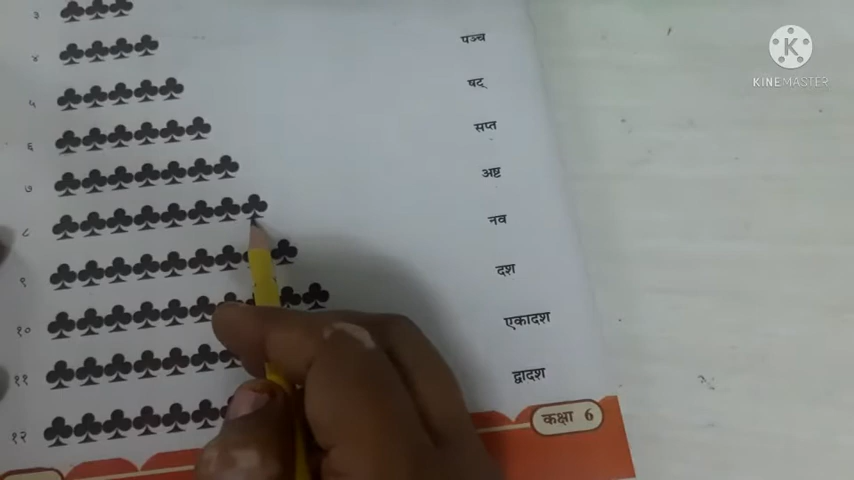 ३
४ पञ्च
५ षट्
६ सप्त
७ अष्ट
८ नव
९ दश
१० एकादश
११ द्वादश
१२
कक्षा 6
K
KINEMASTER